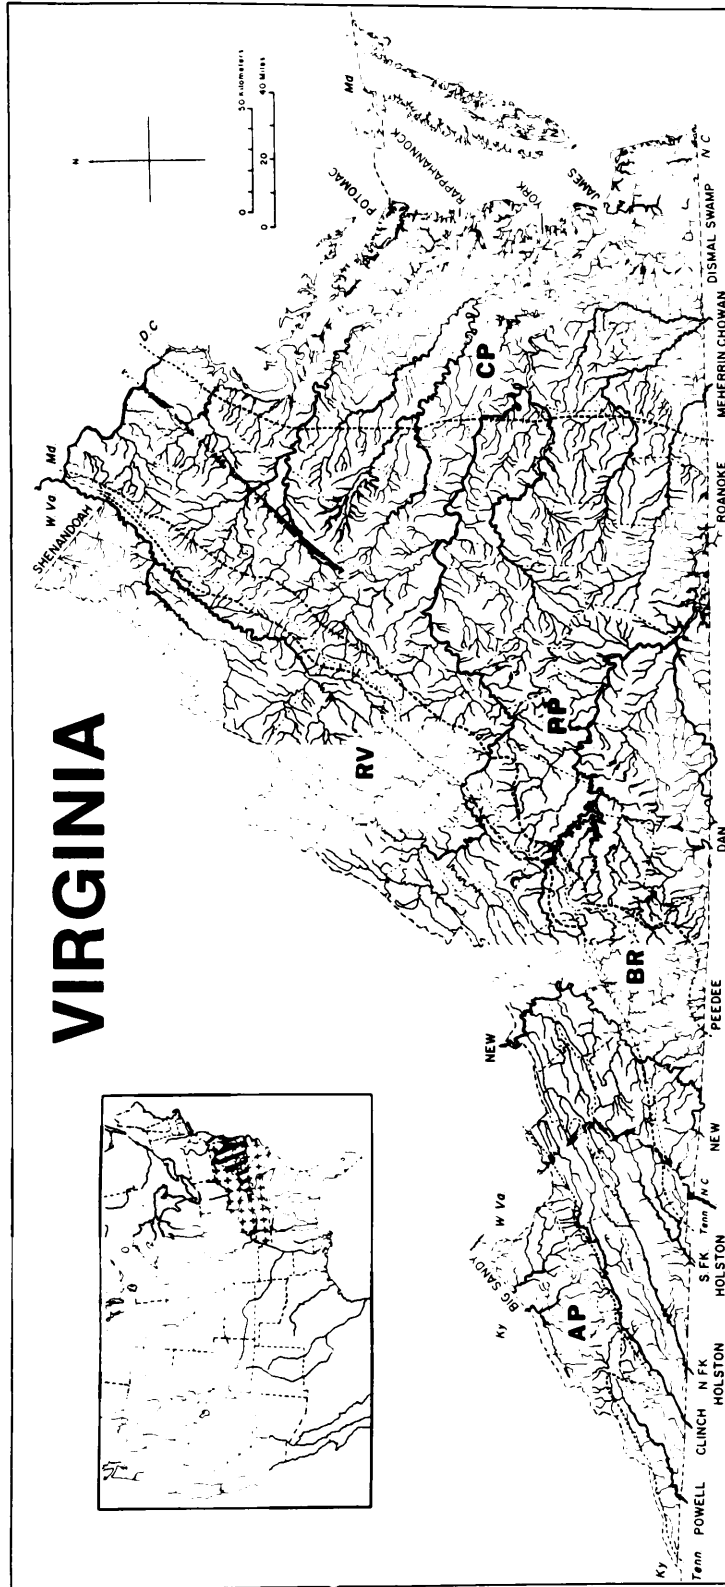 VIRGINIA
N
0 50 Kilometers
0 20 40 Miles
W Va Md
SHENANDOAH
D C
POTOMAC
Md
RAPPAHANNOCK
YORK
JAMES
RV
CP
PP
BR
AP
NEW
W Va
BIG SANDY
Ky
Ky
Tenn
Tenn N C
N C
POWELL
CLINCH
N FK
HOLSTON
S. FK
HOLSTON
NEW
PEEDEE
DAN
ROANOKE
MEHERRIN
CHOWAN
DISMAL SWAMP